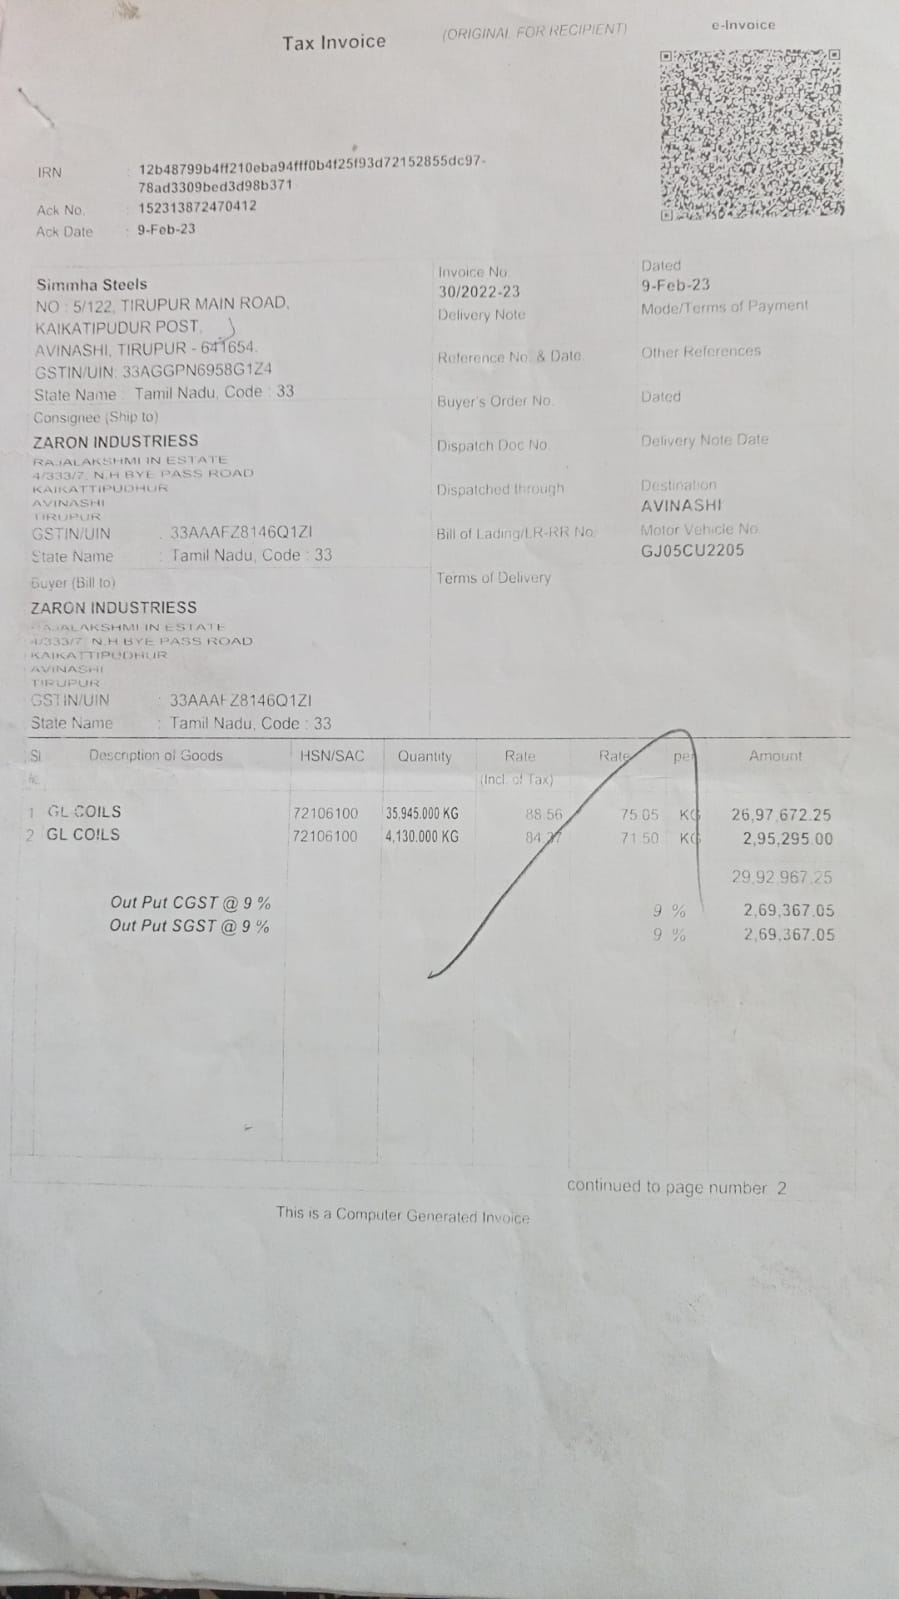 Tax Invoice
(ORIGINAL FOR RECIPIENT)
e-Invoice
IRN : 12b48799b4ff210eba94fff0b4f25f93d72152855dc97-
78ad3309bed3d98b371
Ack No. : 152313872470412
Ack Date : 9-Feb-23
Simmha Steels
NO : 5/122, TIRUPUR MAIN ROAD,
KAIKATIPUDUR POST,
AVINASHI, TIRUPUR - 641654.
GSTIN/UIN: 33AGGPN6958G1Z4
State Name : Tamil Nadu, Code : 33
Consignee (Ship to)
ZARON INDUSTRIESS
RAJALAKSHMI IN ESTATE
4/333/7, N.H BYE PASS ROAD
KAIKATTIPUDHUR
AVINASHI
TIRUPUR
GSTIN/UIN : 33AAAFZ8146Q1ZI
State Name : Tamil Nadu, Code : 33
Buyer (Bill to)
ZARON INDUSTRIESS
RAJALAKSHMI IN ESTATE
4/333/7, N.H BYE PASS ROAD
KAIKATTIPUDHUR
AVINASHI
TIRUPUR
GSTIN/UIN : 33AAAFZ8146Q1ZI
State Name : Tamil Nadu, Code : 33
Invoice No.
30/2022-23
Dated
9-Feb-23
Delivery Note
Mode/Terms of Payment
Reference No. & Date.
Other References
Buyer's Order No.
Dated
Dispatch Doc No.
Delivery Note Date
Dispatched through
Destination
AVINASHI
Bill of Lading/LR-RR No.
Motor Vehicle No.
GJ05CU2205
Terms of Delivery
Sl Description of Goods HSN/SAC Quantity Rate Rate per Amount
No. (Incl. of Tax)
1 GL COILS 72106100 35,945.000 KG 88.56 75.05 KG 26,97,672.25
2 GL COILS 72106100 4,130.000 KG 84.37 71.50 KG 2,95,295.00
29,92,967.25
Out Put CGST @ 9 % 9 % 2,69,367.05
Out Put SGST @ 9 % 9 % 2,69,367.05
continued to page number 2
This is a Computer Generated Invoice